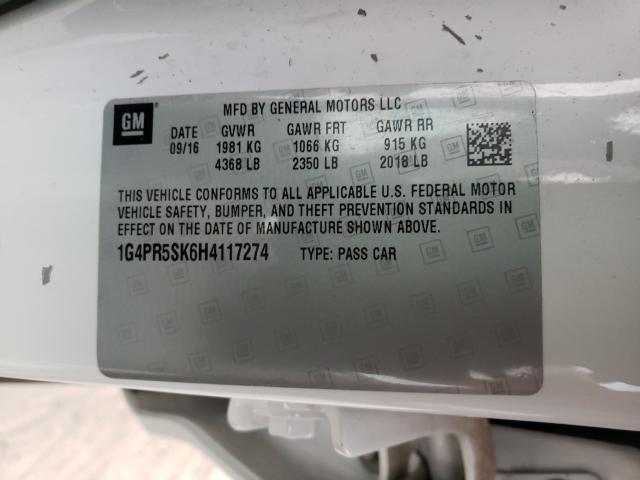 GM
MFD BY GENERAL MOTORS LLC
DATE GVWR GAWR FRT GAWR RR
09/16 1981 KG 1066 KG 915 KG
4368 LB 2350 LB 2018 LB
THIS VEHICLE CONFORMS TO ALL APPLICABLE U.S. FEDERAL MOTOR
VEHICLE SAFETY, BUMPER, AND THEFT PREVENTION STANDARDS IN
EFFECT ON THE DATE OF MANUFACTURE SHOWN ABOVE.
1G4PR5SK6H4117274 TYPE: PASS CAR